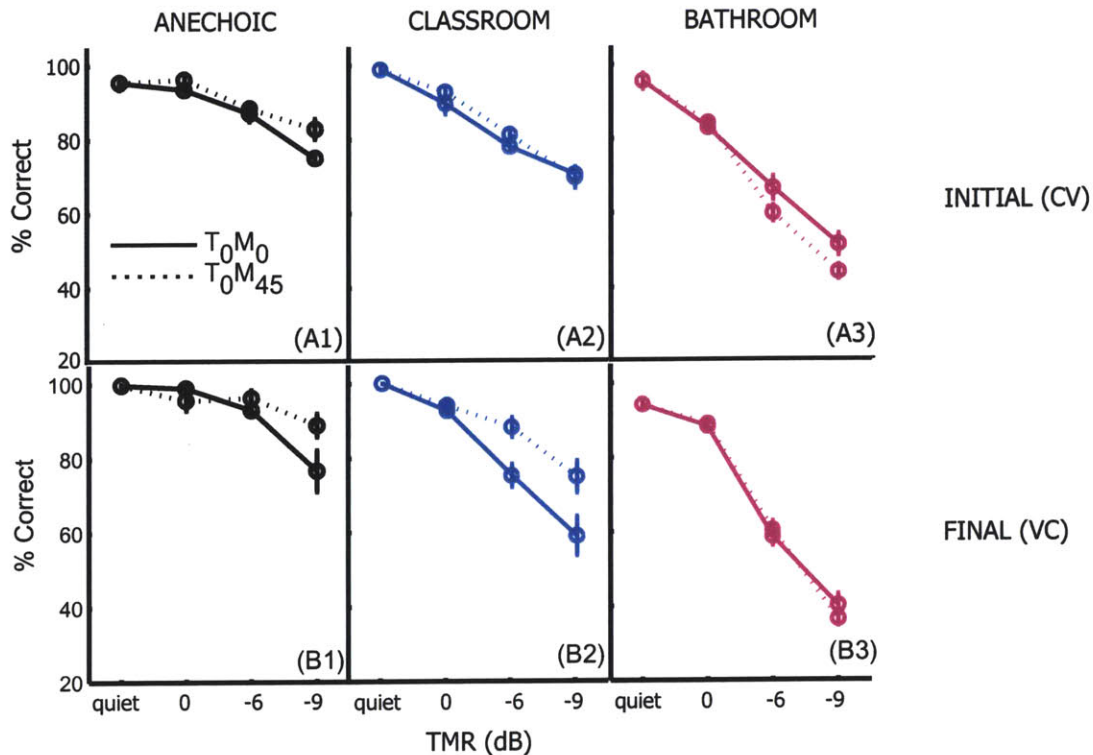 ANECHOIC CLASSROOM BATHROOM
100
80
60
40
20
% Correct
T0M0
T0M45
(A1) (A2) (A3)
INITIAL (CV)
100
80
60
40
20
% Correct
(B1) (B2) (B3)
FINAL (VC)
quiet 0 -6 -9 quiet 0 -6 -9 quiet 0 -6 -9
TMR (dB)